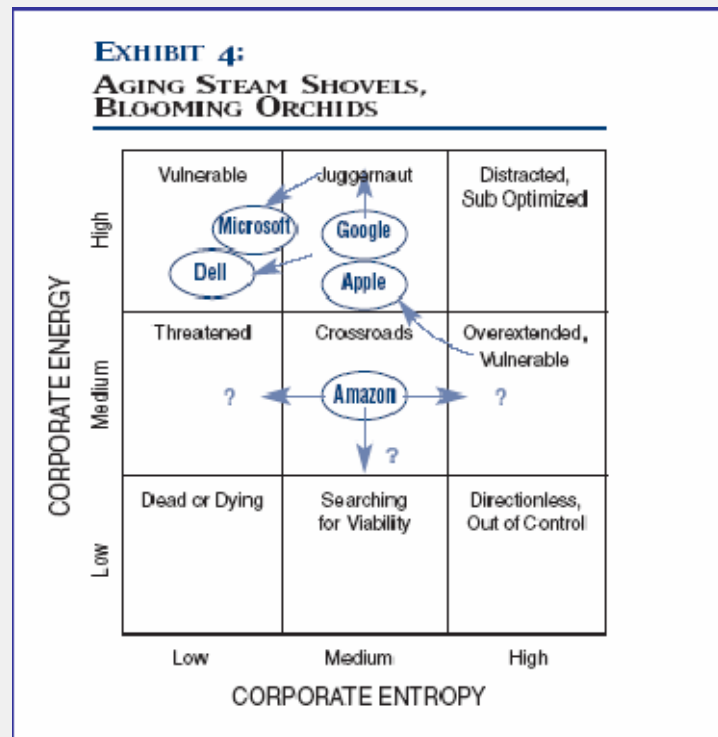 EXHIBIT 4:
AGING STEAM SHOVELS,
BLOOMING ORCHIDS
CORPORATE ENERGY
High
Medium
Low
Vulnerable
Juggernaut
Distracted,
Sub Optimized
Microsoft
Google
Dell
Apple
Threatened
Crossroads
Overextended,
Vulnerable
?
Amazon
?
?
Dead or Dying
Searching
for Viability
Directionless,
Out of Control
Low
Medium
High
CORPORATE ENTROPY